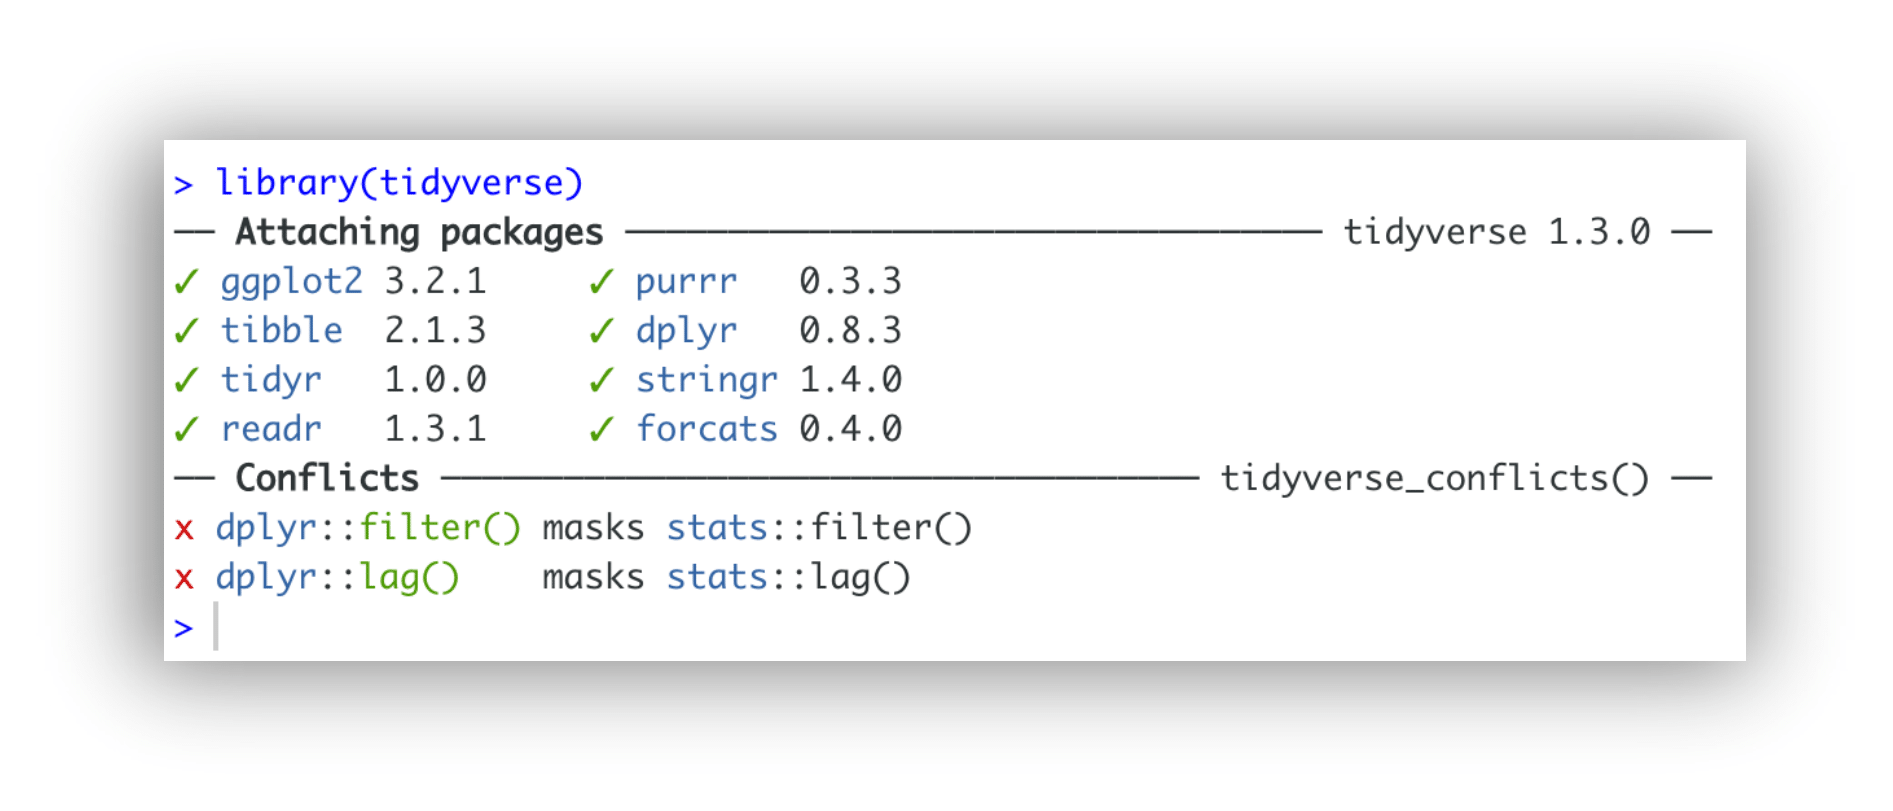 > library(tidyverse)
── Attaching packages ────────────────────────────────── tidyverse 1.3.0 ──
✓ ggplot2 3.2.1     ✓ purrr   0.3.3
✓ tibble  2.1.3     ✓ dplyr   0.8.3
✓ tidyr   1.0.0     ✓ stringr 1.4.0
✓ readr   1.3.1     ✓ forcats 0.4.0
── Conflicts ───────────────────────────────────── tidyverse_conflicts() ──
x dplyr::filter() masks stats::filter()
x dplyr::lag()    masks stats::lag()
>